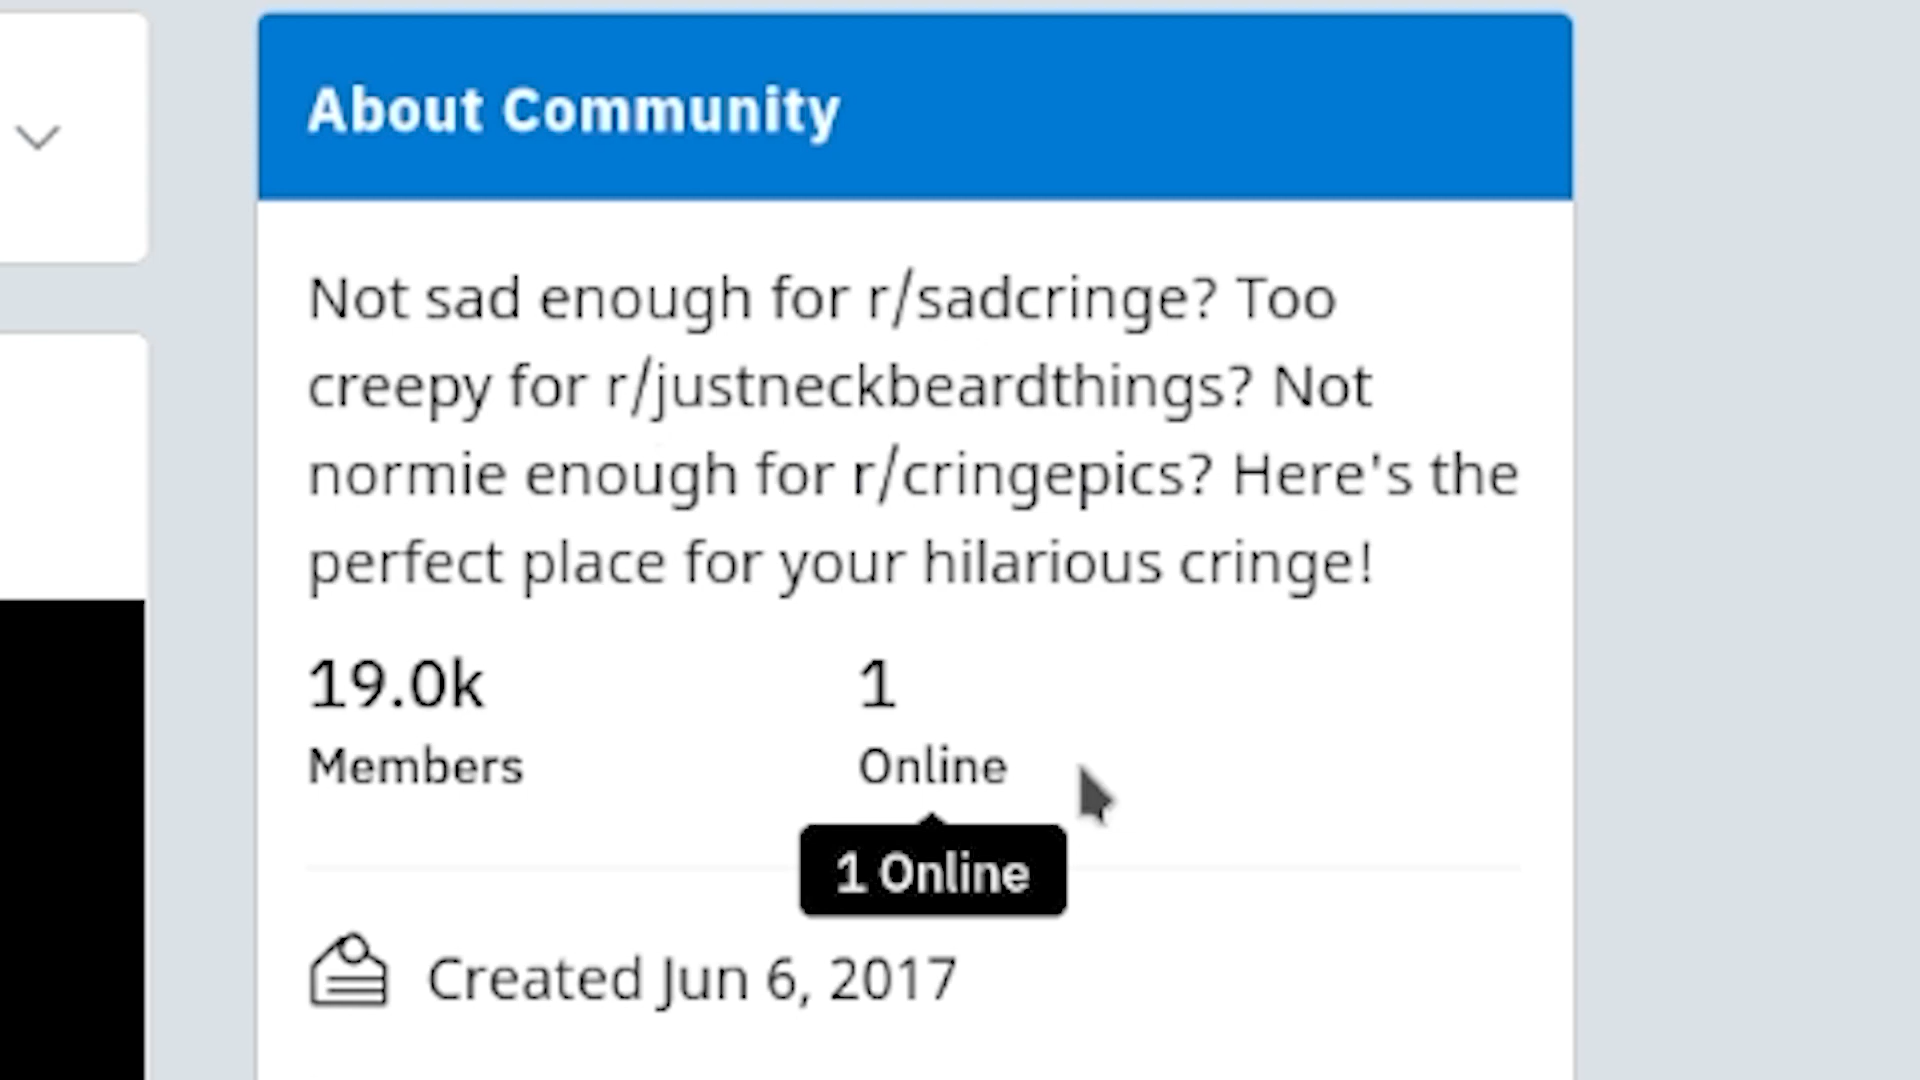 About Community
Not sad enough for r/sadcringe? Too
creepy for r/justneckbeardthings? Not
normie enough for r/cringepics? Here's the
perfect place for your hilarious cringe!
19.0k
Members
1
Online
1 Online
Created Jun 6, 2017